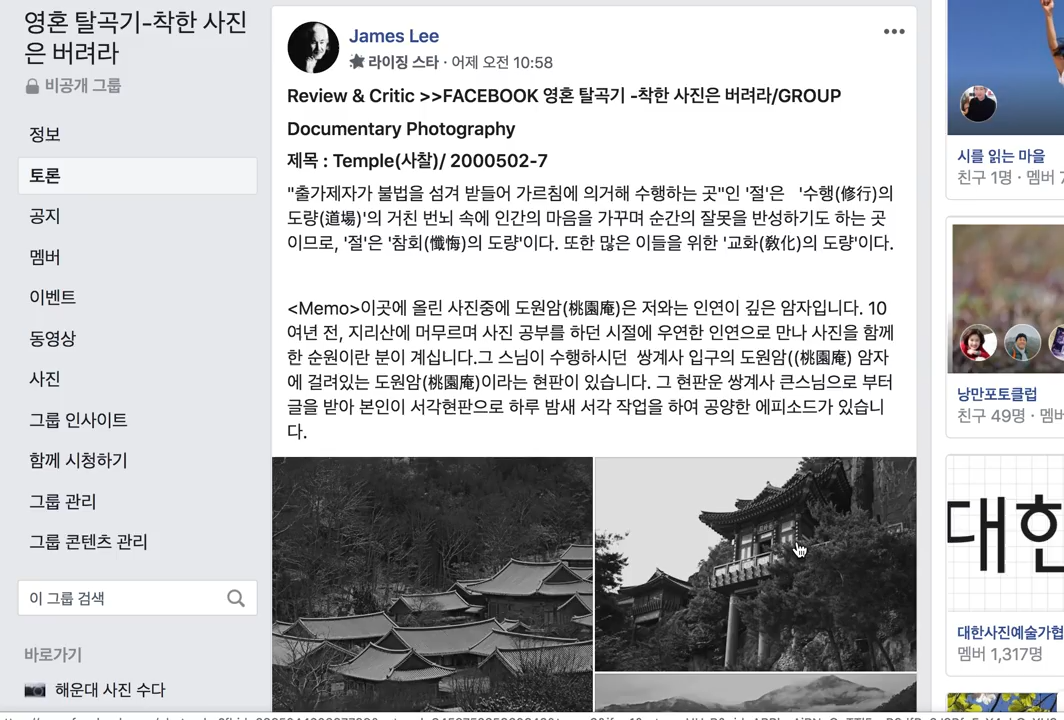 영혼 탈곡기-착한 사진
은 버려라
비공개 그룹
정보
토론
공지
멤버
이벤트
동영상
사진
그룹 인사이트
함께 시청하기
그룹 관리
그룹 콘텐츠 관리
이 그룹 검색
바로가기
해운대 사진 수다
James Lee
라이징 스타 · 어제 오전 10:58
Review & Critic >>FACEBOOK 영혼 탈곡기 -착한 사진은 버려라/GROUP
Documentary Photography
제목 : Temple(사찰)/ 2000502-7
"출가제자가 불법을 섬겨 받들어 가르침에 의거해 수행하는 곳"인 '절'은 '수행(修行)의
도량(道場)'의 거친 번뇌 속에 인간의 마음을 가꾸며 순간의 잘못을 반성하기도 하는 곳
이므로, '절'은 '참회(懺悔)의 도량'이다. 또한 많은 이들을 위한 '교화(敎化)의 도량'이다.
<Memo>이곳에 올린 사진중에 도원암(桃園庵)은 저와는 인연이 깊은 암자입니다. 10
여년 전, 지리산에 머무르며 사진 공부를 하던 시절에 우연한 인연으로 만나 사진을 함께
한 순원이란 분이 계십니다.그 스님이 수행하시던 쌍계사 입구의 도원암((桃園庵) 암자
에 걸려있는 도원암(桃園庵)이라는 현판이 있습니다. 그 현판운 쌍계사 큰스님으로 부터
글을 받아 본인이 서각현판으로 하루 밤새 서각 작업을 하여 공양한 에피소드가 있습니
다.
시를 읽는 마을
친구 1명 · 멤버
낭만포토클럽
친구 49명 · 멤버
대한
대한사진예술가협
멤버 1,317명